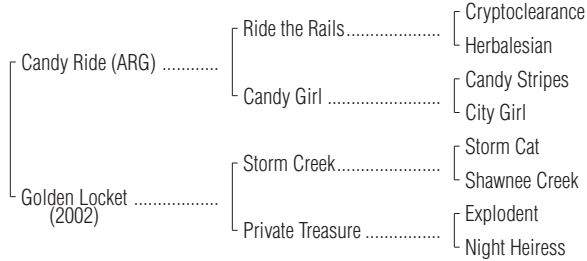 Cryptoclearance
Ride the Rails..................
Herbalesian
Candy Ride (ARG) ...........
Candy Stripes
Candy Girl ......................
City Girl
Storm Cat
Storm Creek....................
Shawnee Creek
Golden Locket ................
(2002)
Explodent
Private Treasure ...............
Night Heiress